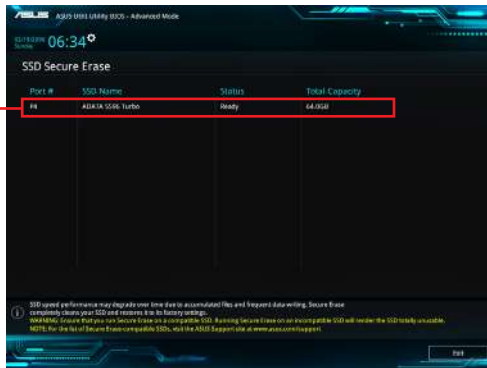 ASUS UEFI Utility BIOS - Advanced Mode
Sunday 06:34
SSD Secure Erase
Port # SSD Name Status Total Capacity
P4 ADATA S596 Turbo Ready 64.0GB
SSD speed performance may degrade over time due to accumulated files and frequent data writing. Secure Erase
completely cleans your SSD and restores it to its factory settings.
WARNING: Ensure that you run Secure Erase on a compatible SSD. Running Secure Erase on an incompatible SSD will render the SSD totally unusable.
NOTE: For the list of Secure Erase-compatible SSDs, visit the ASUS Support site at www.asus.com/support
Exit